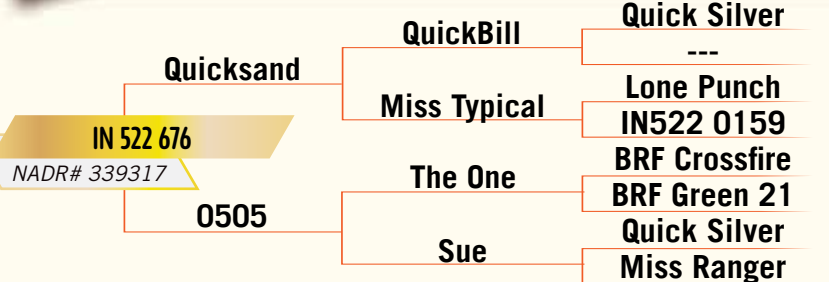 Quick Silver
QuickBill
---
Quicksand
Lone Punch
Miss Typical
IN522 0159
IN 522 676
NADR# 339317
BRF Crossfire
The One
BRF Green 21
0505
Quick Silver
Sue
Miss Ranger